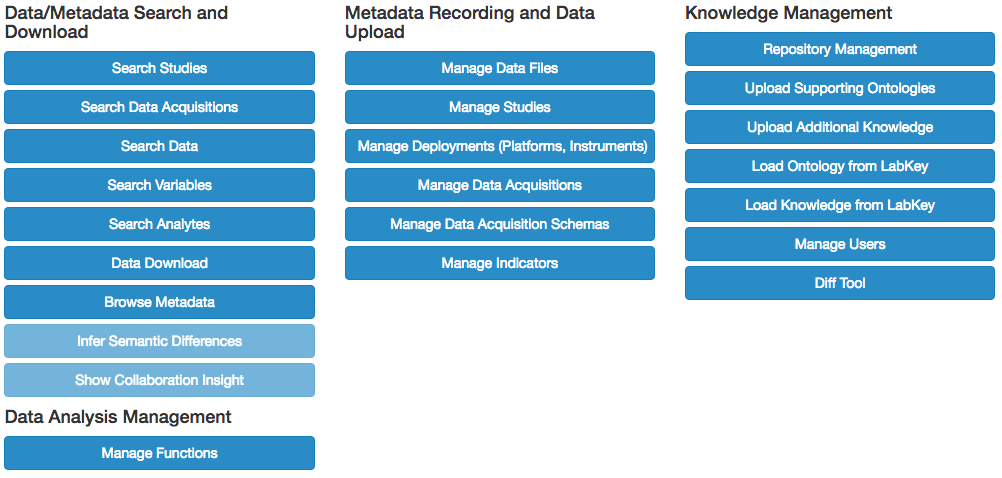 Data/Metadata Search and
Download
Search Studies
Search Data Acquisitions
Search Data
Search Variables
Search Analytes
Data Download
Browse Metadata
Infer Semantic Differences
Show Collaboration Insight
Data Analysis Management
Manage Functions
Metadata Recording and Data
Upload
Manage Data Files
Manage Studies
Manage Deployments (Platforms, Instruments)
Manage Data Acquisitions
Manage Data Acquisition Schemas
Manage Indicators
Knowledge Management
Repository Management
Upload Supporting Ontologies
Upload Additional Knowledge
Load Ontology from LabKey
Load Knowledge from LabKey
Manage Users
Diff Tool